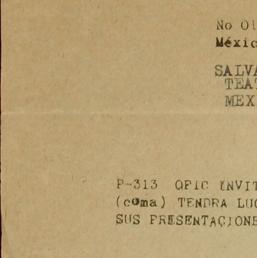 No 01
Méxic
SALVA
TEAT
MEX
P-313 OFIC INVIT
(coma) TENDRA LUG
SUS PRESENTACIONE